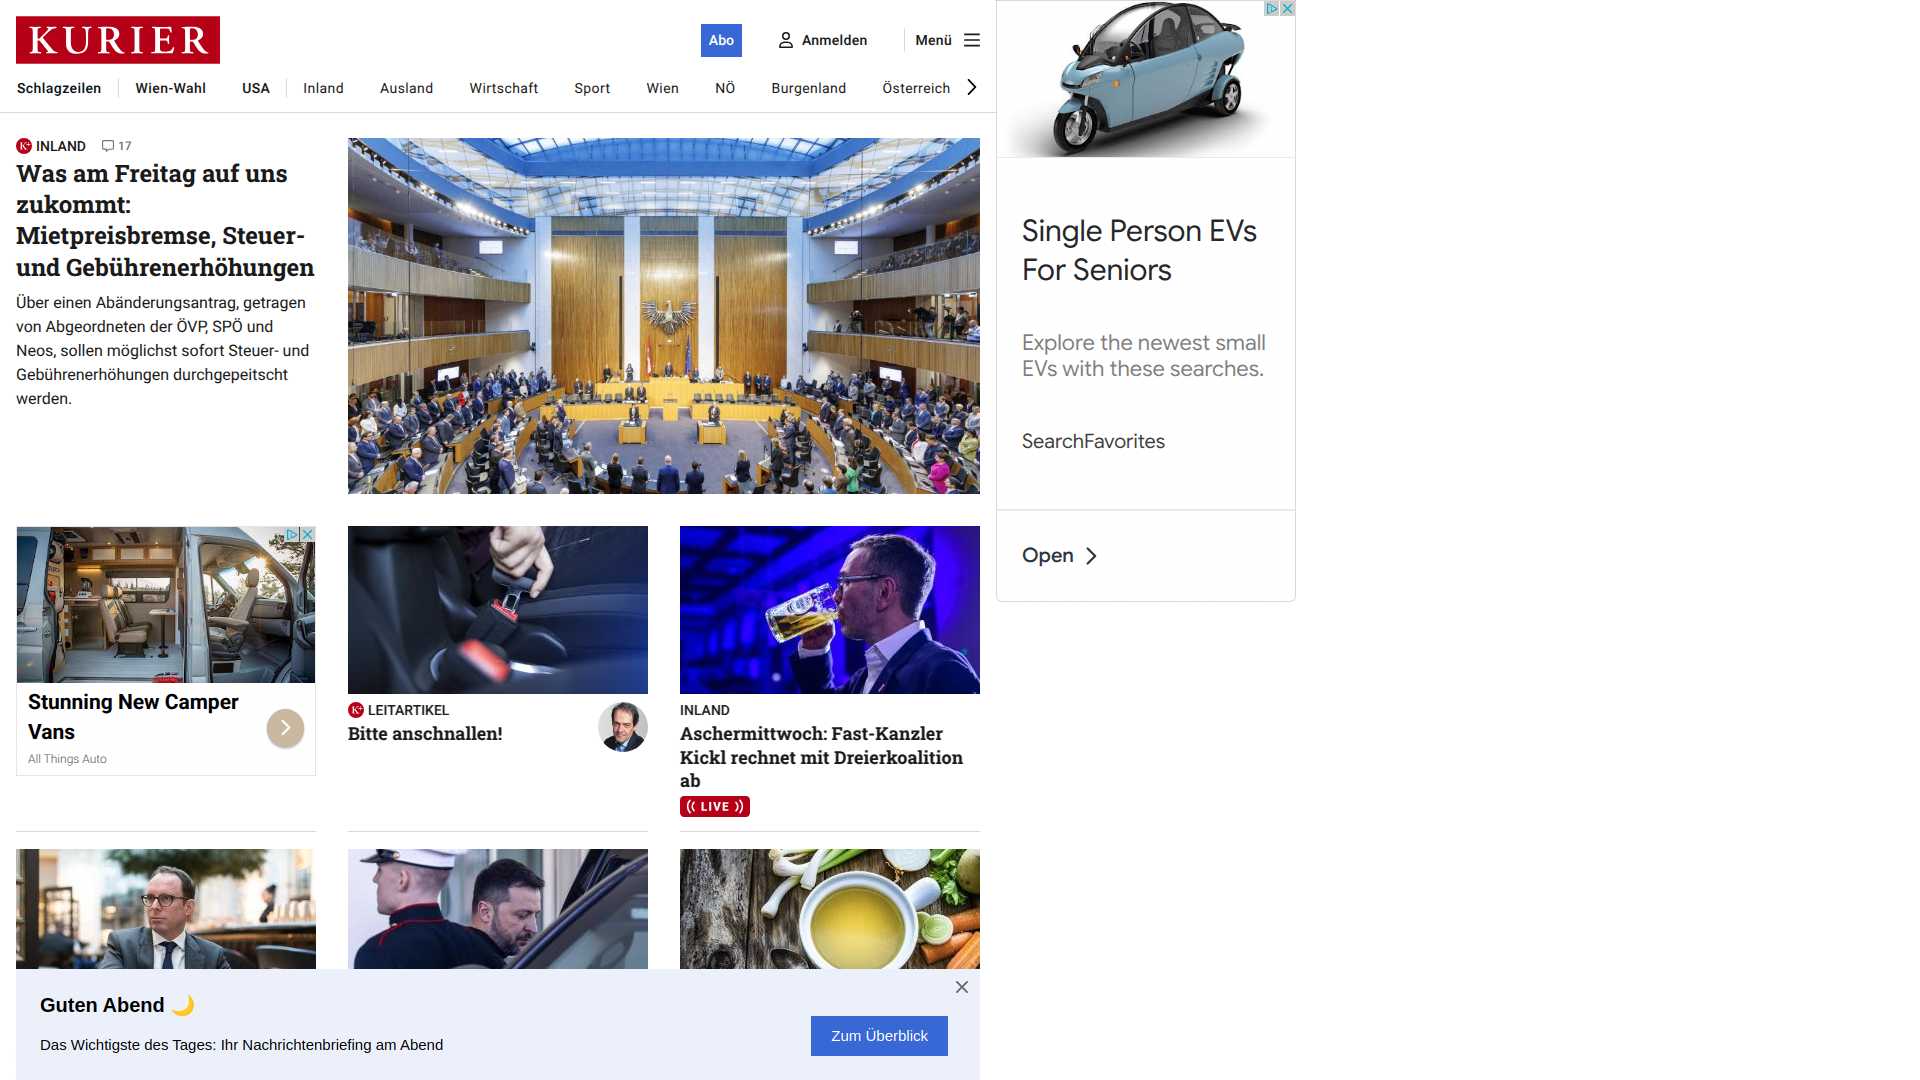 KURIER
Abo
Anmelden
Menü
Schlagzeilen
Wien-Wahl
USA
Inland
Ausland
Wirtschaft
Sport
Wien
NÖ
Burgenland
Österreich
K+ INLAND 17
Was am Freitag auf uns
zukommt:
Mietpreisbremse, Steuer-
und Gebührenerhöhungen
Über einen Abänderungsantrag, getragen
von Abgeordneten der ÖVP, SPÖ und
Neos, sollen möglichst sofort Steuer- und
Gebührenerhöhungen durchgepeitscht
werden.
Single Person EVs
For Seniors
Explore the newest small
EVs with these searches.
SearchFavorites
Open
Stunning New Camper
Vans
All Things Auto
K+ LEITARTIKEL
Bitte anschnallen!
INLAND
Aschermittwoch: Fast-Kanzler
Kickl rechnet mit Dreierkoalition
ab
LIVE
Guten Abend
Das Wichtigste des Tages: Ihr Nachrichtenbriefing am Abend
Zum Überblick